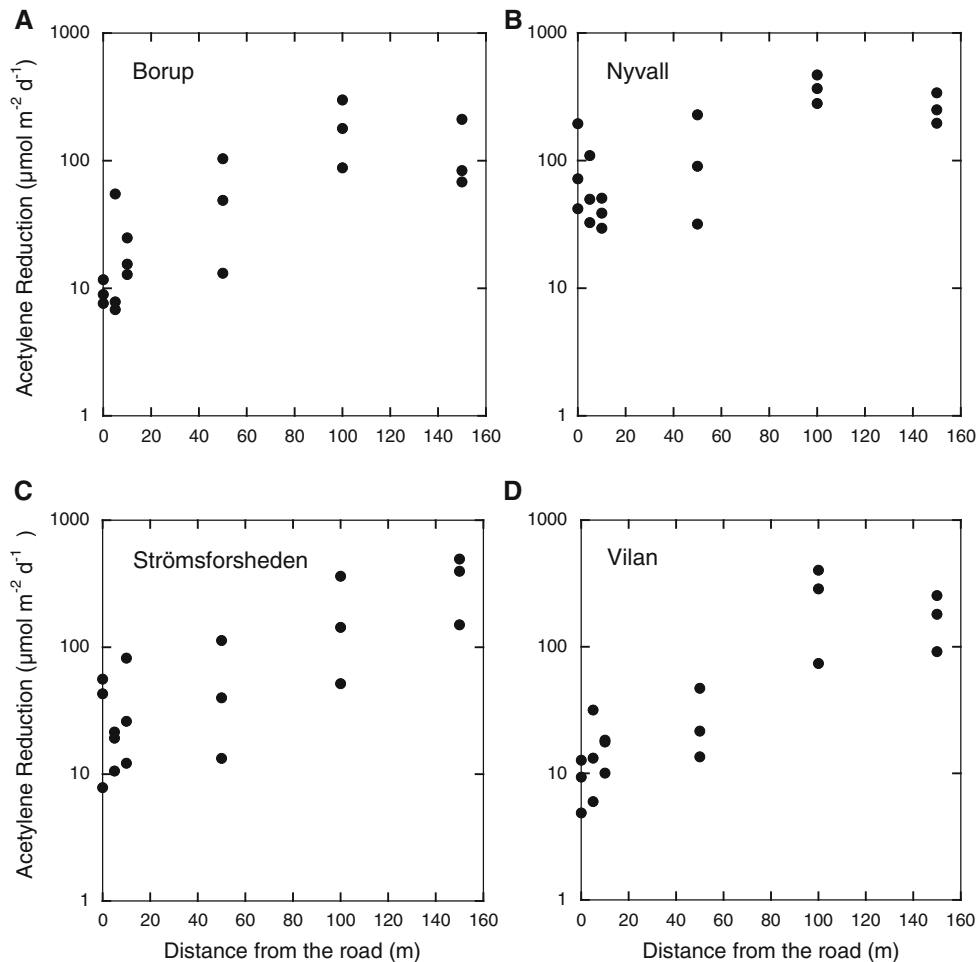 A
B
1000
100
10
1
Borup
0 20 40 60 80 100 120 140 160
1000
100
10
1
Nyvall
0 20 40 60 80 100 120 140 160
Acetylene Reduction (µmol m⁻² d⁻¹)
C
D
1000
100
10
1
Strömsforsheden
0 20 40 60 80 100 120 140 160
1000
100
10
1
Vilan
0 20 40 60 80 100 120 140 160
Acetylene Reduction (µmol m⁻² d⁻¹)
Distance from the road (m)
Distance from the road (m)